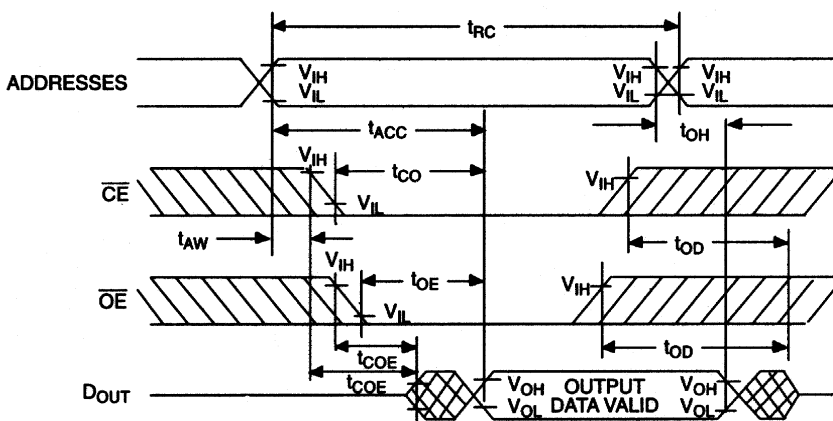 tRC
ADDRESSES
VIH VIH VIH
VIL VIL VIL
tACC tOH
CE VIH tCO VIH
VIL
tAW tOD
OE VIH tOE VIH
VIL
tCOE tOD
tCOE
DOUT VOH OUTPUT VOH
VOL DATA VALID VOL